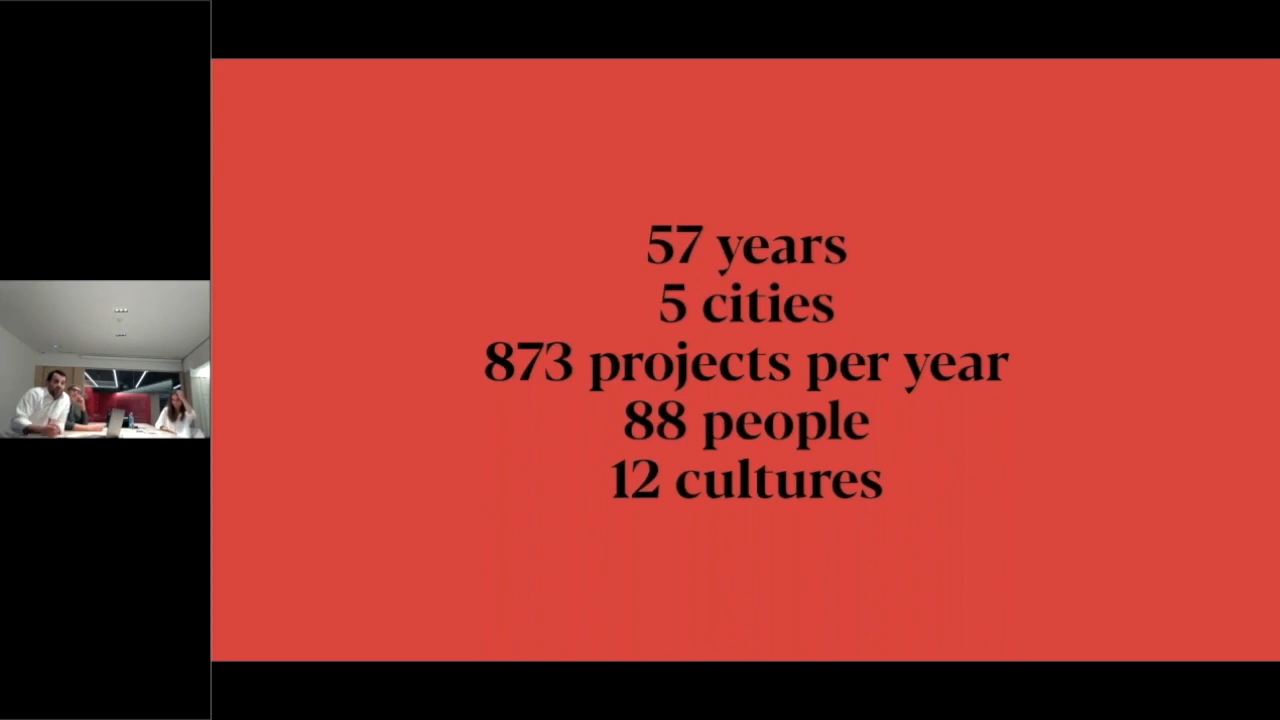 57 years
5 cities
873 projects per year
88 people
12 cultures